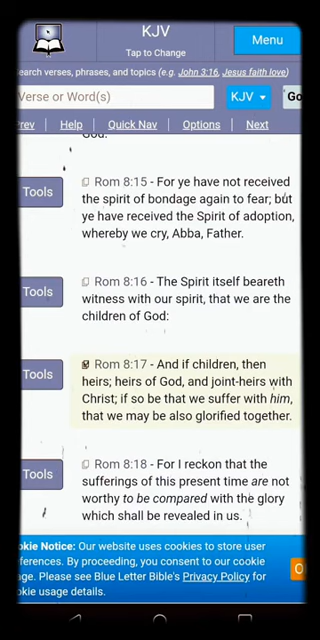 KJV
Tap to Change
Menu
earch verses, phrases, and topics (e.g. John 3:16, Jesus faith love)
Verse or Word(s)
KJV
Go
Prev Help Quick Nav Options Next
God:
Tools
Rom 8:15 - For ye have not received
the spirit of bondage again to fear; but
ye have received the Spirit of adoption,
whereby we cry, Abba, Father.
Tools
Rom 8:16 - The Spirit itself beareth
witness with our spirit, that we are the
children of God:
Tools
Rom 8:17 - And if children, then
heirs; heirs of God, and joint-heirs with
Christ; if so be that we suffer with him,
that we may be also glorified together.
Tools
Rom 8:18 - For I reckon that the
sufferings of this present time are not
worthy to be compared with the glory
which shall be revealed in us.
okie Notice: Our website uses cookies to store user
ferences. By proceeding, you consent to our cookie
age. Please see Blue Letter Bible's Privacy Policy for
okie usage details.
O